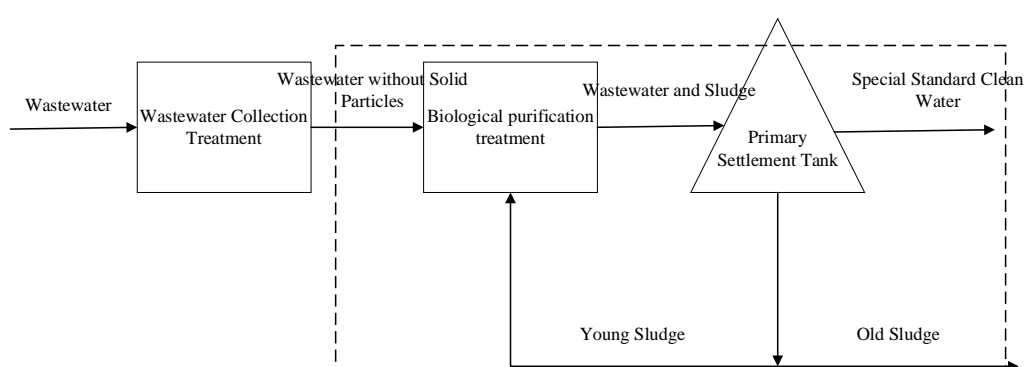 Wastewater
Wastewater Collection
Treatment
Wastewater without Solid
Particles
Biological purification
treatment
Wastewater and Sludge
Primary
Settlement Tank
Special Standard Clean
Water
Young Sludge
Old Sludge